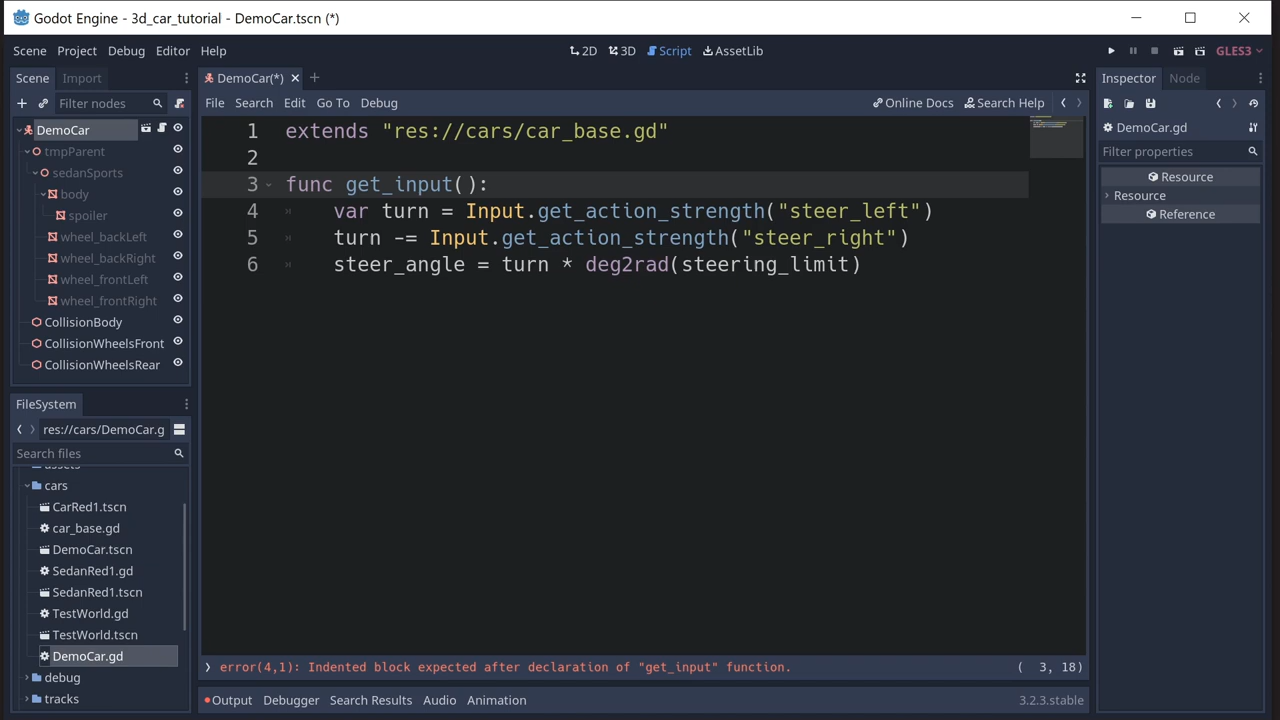 Godot Engine - 3d_car_tutorial - DemoCar.tscn (*)
Scene Project Debug Editor Help
2D 3D Script AssetLib
GLES3
Scene Import
DemoCar(*)
Inspector Node
Filter nodes
File Search Edit Go To Debug
Online Docs Search Help
DemoCar
tmpParent
sedanSports
body
spoiler
wheel_backLeft
wheel_backRight
wheel_frontLeft
wheel_frontRight
CollisionBody
CollisionWheelsFront
CollisionWheelsRear
1 extends "res://cars/car_base.gd"
2
3 func get_input():
4 var turn = Input.get_action_strength("steer_left")
5 turn -= Input.get_action_strength("steer_right")
6 steer_angle = turn * deg2rad(steering_limit)
DemoCar.gd
Filter properties
Resource
Resource
Reference
FileSystem
res://cars/DemoCar.g
Search files
assets
cars
CarRed1.tscn
car_base.gd
DemoCar.tscn
SedanRed1.gd
SedanRed1.tscn
TestWorld.gd
TestWorld.tscn
DemoCar.gd
debug
tracks
error(4,1): Indented block expected after declaration of "get_input" function.
( 3, 18)
Output Debugger Search Results Audio Animation
3.2.3.stable